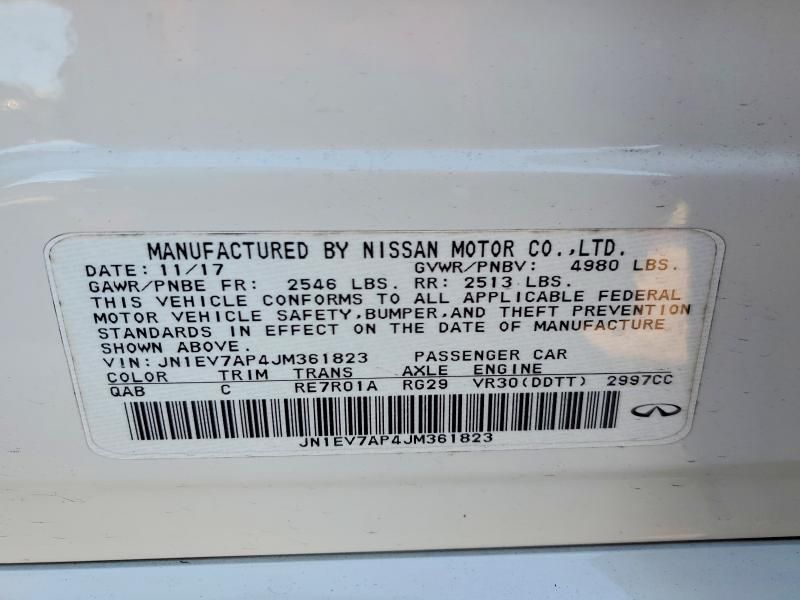 MANUFACTURED BY NISSAN MOTOR CO.,LTD.
DATE: 11/17 GVWR/PNBV: 4980 LBS.
GAWR/PNBE FR: 2546 LBS. RR: 2513 LBS.
THIS VEHICLE CONFORMS TO ALL APPLICABLE FEDERAL
MOTOR VEHICLE SAFETY,BUMPER,AND THEFT PREVENTION
STANDARDS IN EFFECT ON THE DATE OF MANUFACTURE
SHOWN ABOVE.
VIN: JN1EV7AP4JM361823 PASSENGER CAR
COLOR TRIM TRANS AXLE ENGINE
QAB C RE7R01A RG29 VR30(DDTT) 2997CC
JN1EV7AP4JM361823